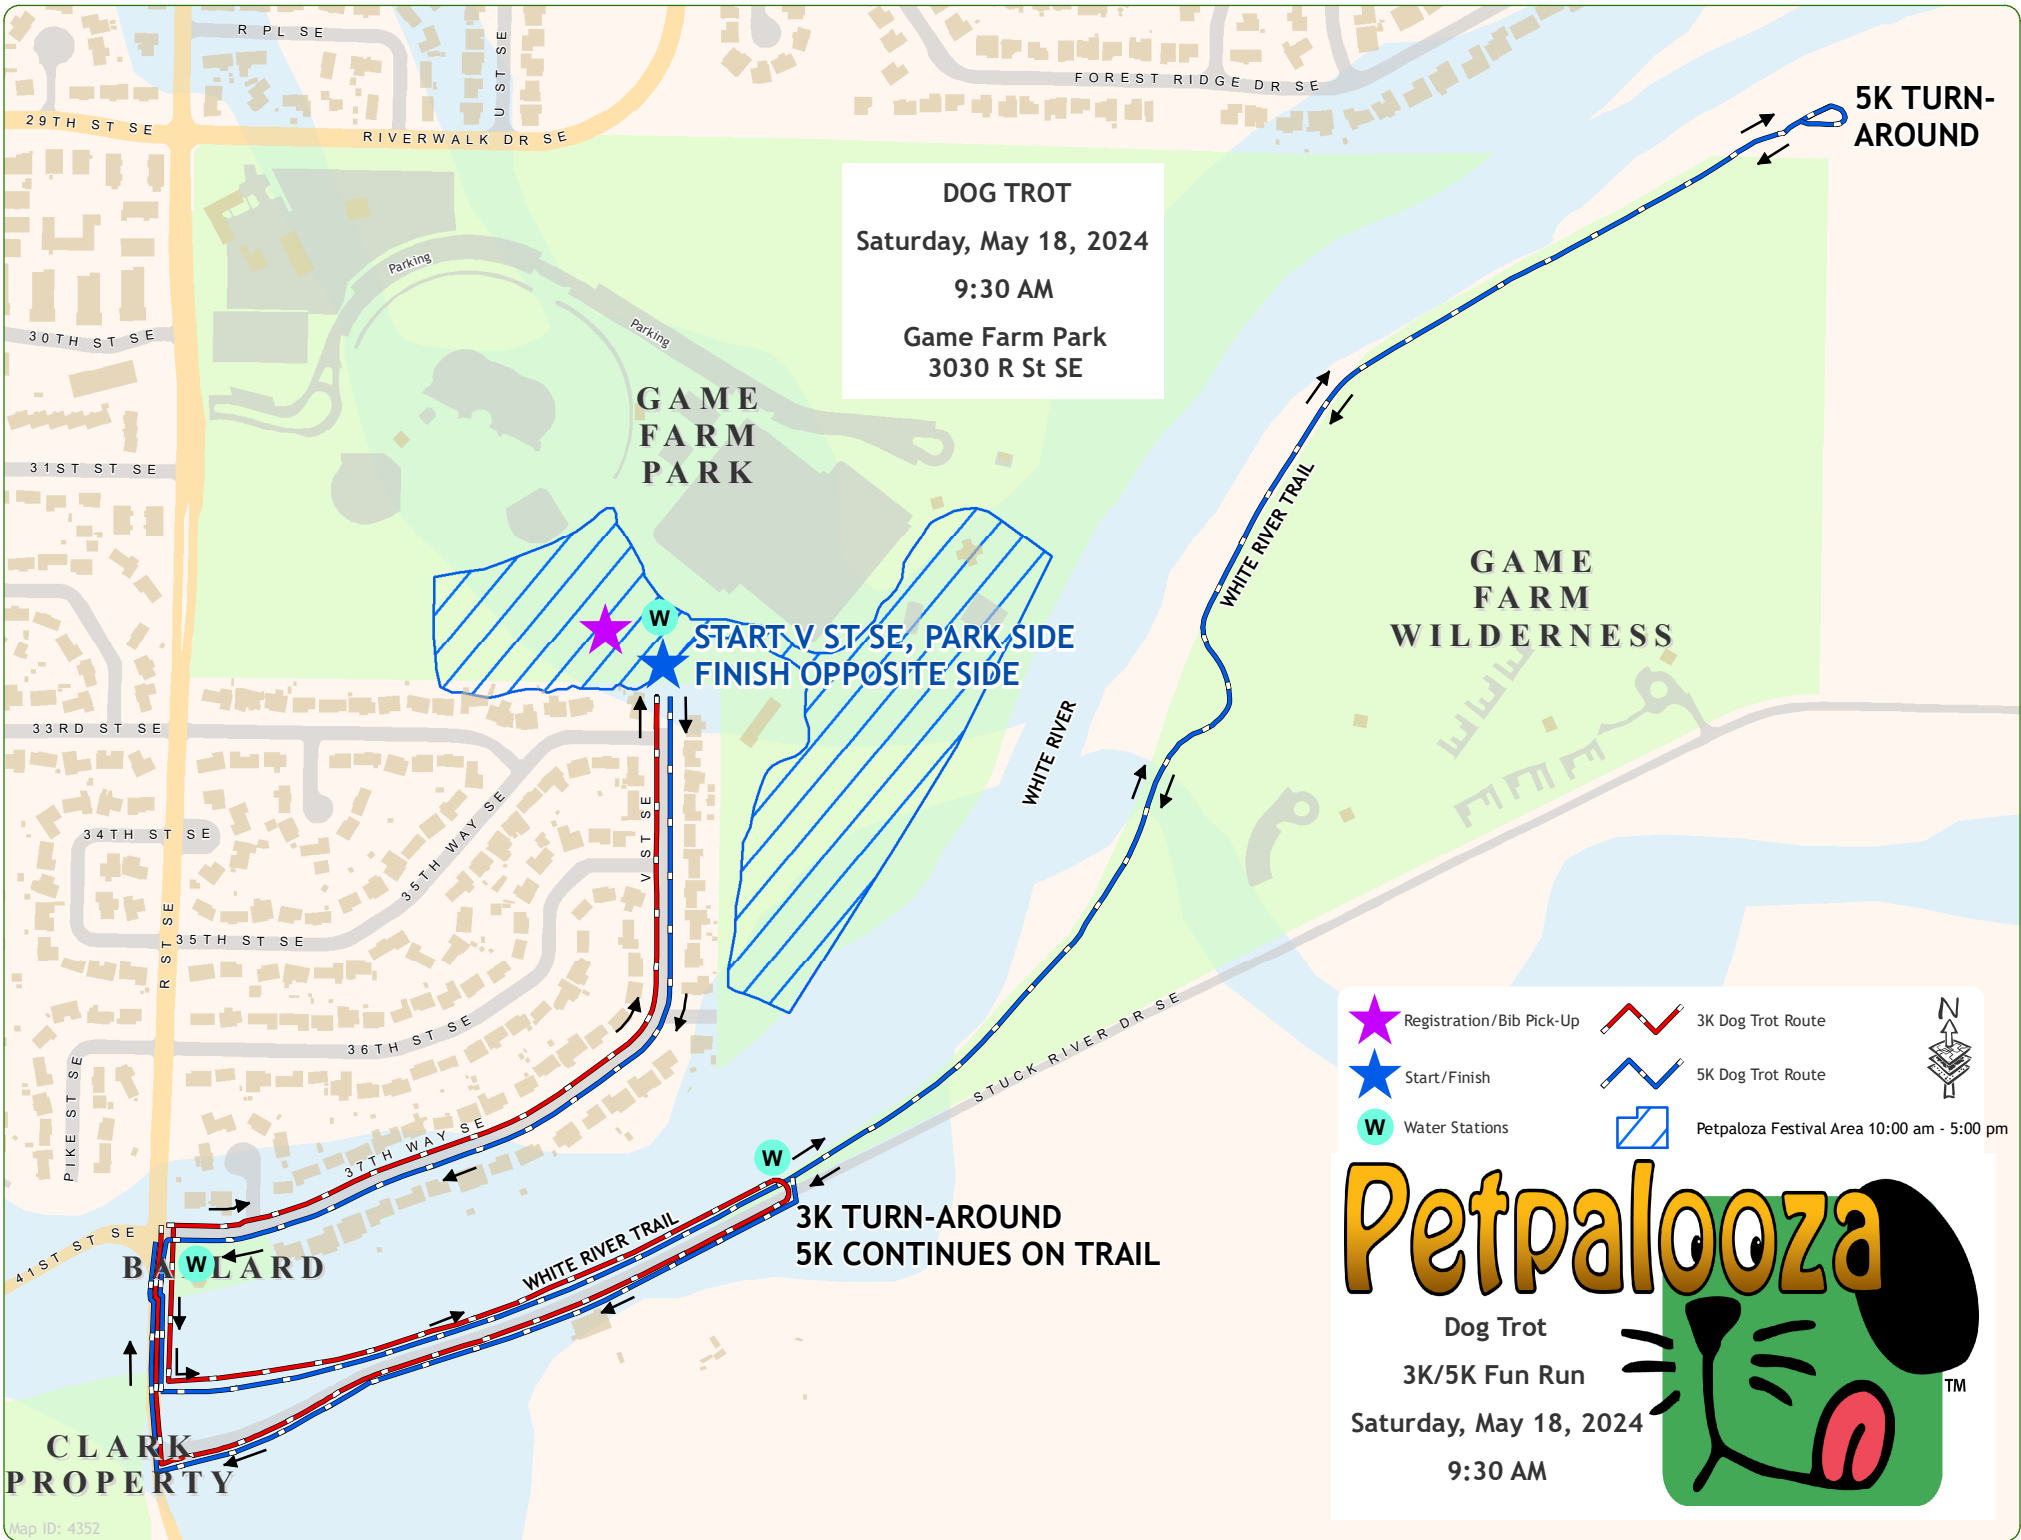 R PL SE
U ST SE
29TH ST SE
RIVERWALK DR SE
FOREST RIDGE DR SE
5K TURN-
AROUND
DOG TROT
Saturday, May 18, 2024
9:30 AM
Game Farm Park
3030 R St SE
Parking
Parking
30TH ST SE
GAME
FARM
PARK
31ST ST SE
WHITE RIVER TRAIL
GAME
FARM
WILDERNESS
W
START V ST SE, PARK SIDE
FINISH OPPOSITE SIDE
33RD ST SE
WHITE RIVER
V ST SE
34TH ST SE
35TH WAY SE
R ST SE
35TH ST SE
36TH ST SE
PIKE ST SE
STUCK RIVER DR SE
37TH WAY SE
W
41ST ST SE
W
BALLARD
WHITE RIVER TRAIL
3K TURN-AROUND
5K CONTINUES ON TRAIL
CLARK
PROPERTY
Map ID: 4352
Registration/Bib Pick-Up
3K Dog Trot Route
N
Start/Finish
5K Dog Trot Route
W
Water Stations
Petpaloza Festival Area 10:00 am - 5:00 pm
Petpalooza
TM
Dog Trot
3K/5K Fun Run
Saturday, May 18, 2024
9:30 AM